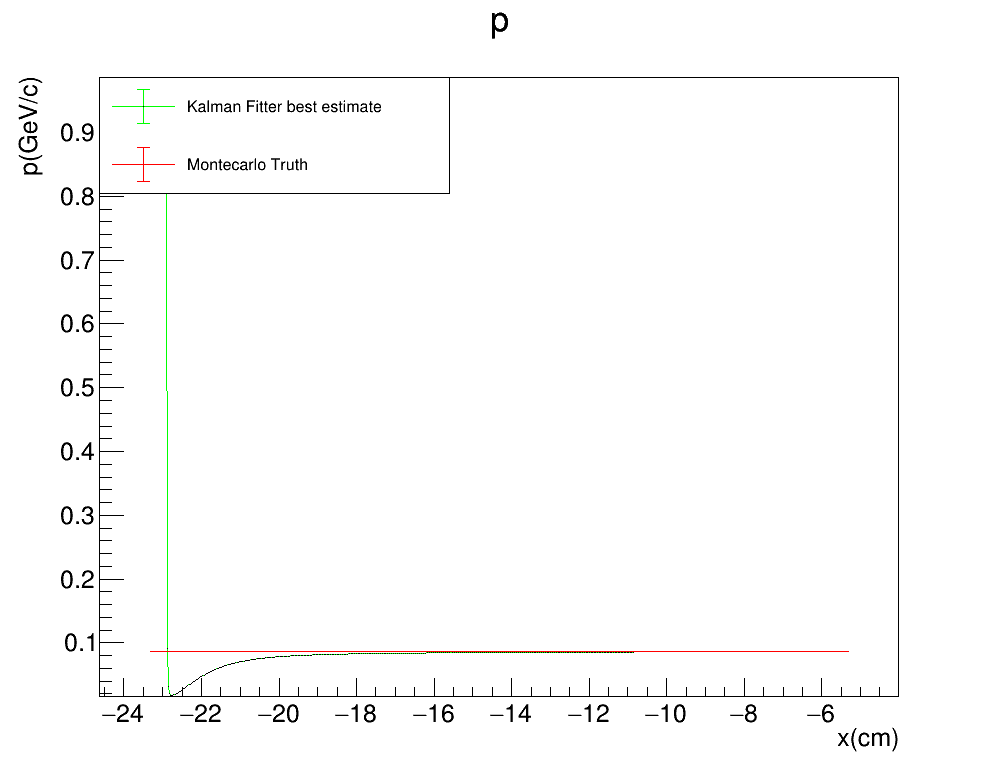 p
p(GeV/c)
Kalman Fitter best estimate
Montecarlo Truth
0.9
0.8
0.7
0.6
0.5
0.4
0.3
0.2
0.1
−24 −22 −20 −18 −16 −14 −12 −10 −8 −6
x(cm)